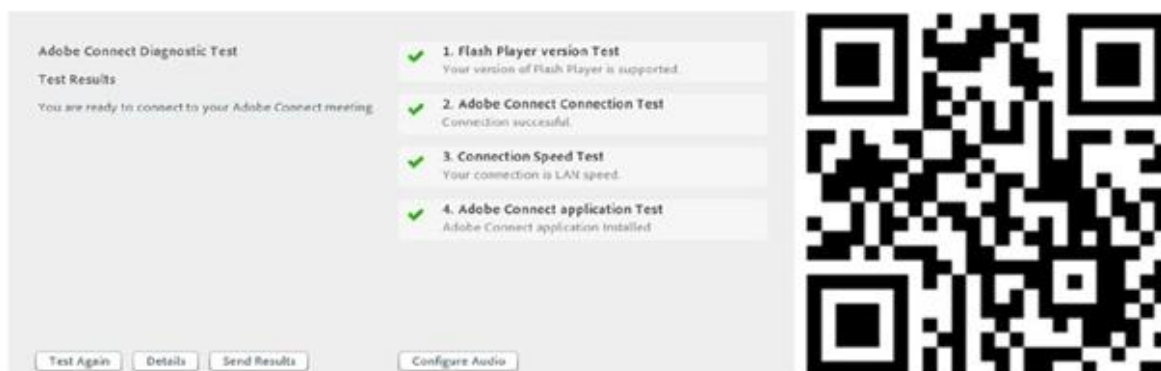 Adobe Connect Diagnostic Test
Test Results
You are ready to connect to your Adobe Connect meeting.
1. Flash Player version Test
Your version of Flash Player is supported.
2. Adobe Connect Connection Test
Connection successful.
3. Connection Speed Test
Your connection is LAN speed.
4. Adobe Connect application Test
Adobe Connect application Installed
Test Again
Details
Send Results
Configure Audio